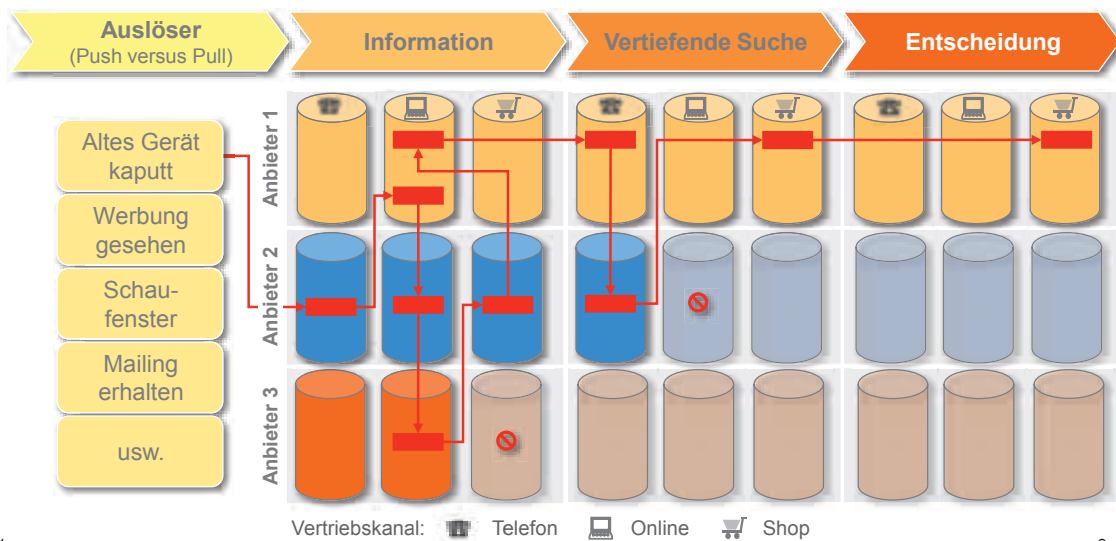 Auslöser
(Push versus Pull)
Information
Vertiefende Suche
Entscheidung
Altes Gerät
kaputt
Werbung
gesehen
Schau-
fenster
Mailing
erhalten
usw.
Anbieter 1
Anbieter 2
Anbieter 3
Vertriebskanal: Telefon Online Shop